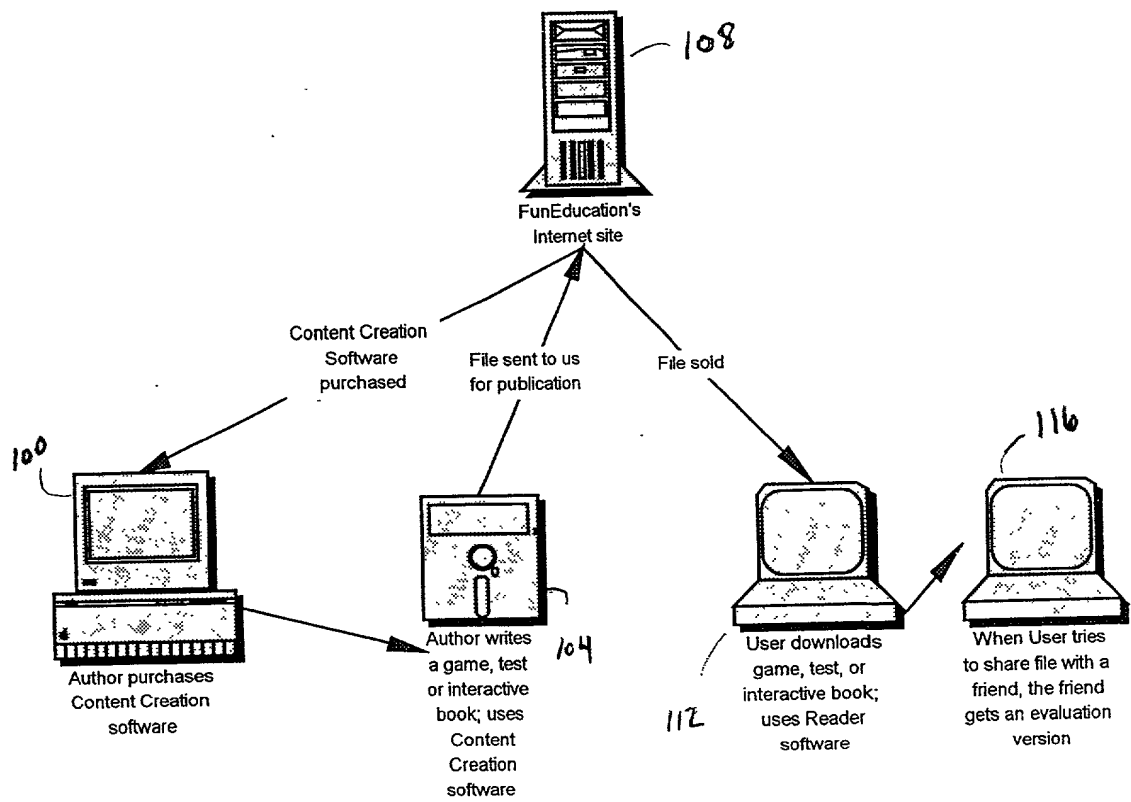 108
FunEducation's
Internet site
Content Creation
Software
purchased
File sent to us
for publication
File sold
100
116
Author purchases
Content Creation
software
Author writes
a game, test
or interactive
book; uses
Content
Creation
software
104
112
User downloads
game, test, or
interactive book;
uses Reader
software
When User tries
to share file with a
friend, the friend
gets an evaluation
version